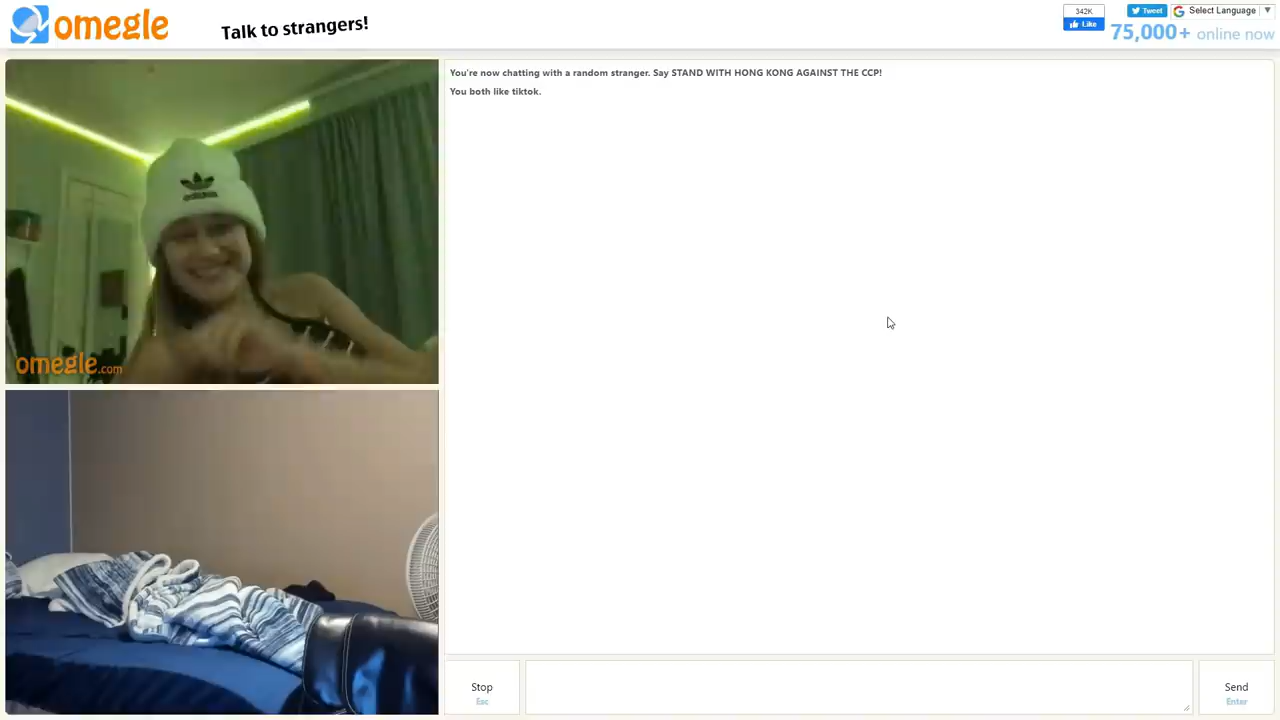 omegle
Talk to strangers!
342K
Like
Tweet
Select Language ▼
75,000+ online now
You're now chatting with a random stranger. Say STAND WITH HONG KONG AGAINST THE CCP!
You both like tiktok.
adidas
omegle.com
Stop
Esc
Send
Enter